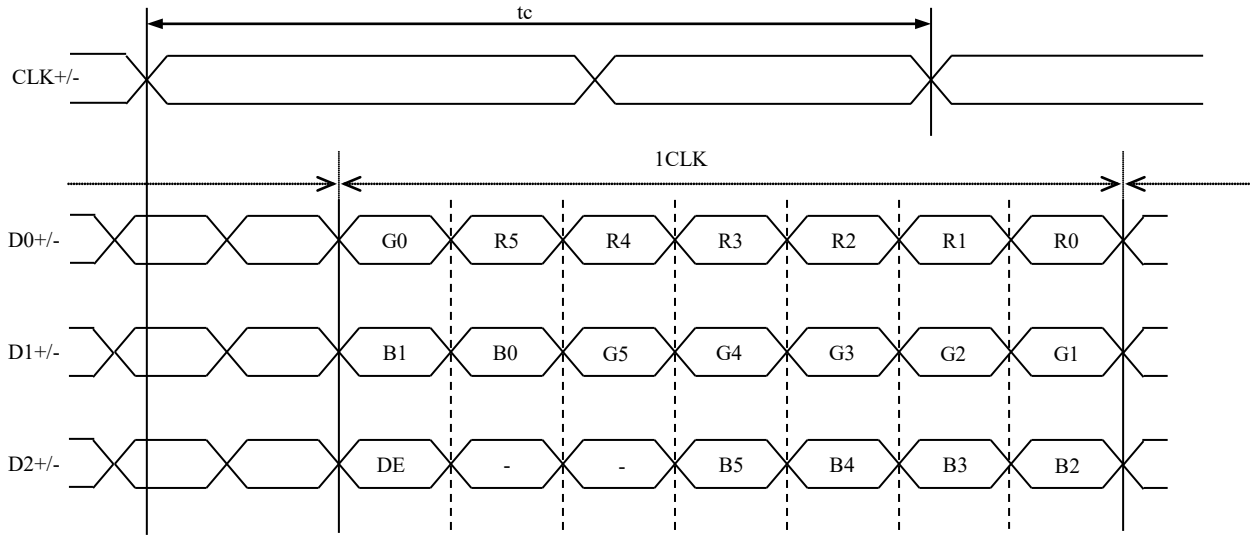 tc
CLK+/-
1CLK
D0+/- G0 R5 R4 R3 R2 R1 R0
D1+/- B1 B0 G5 G4 G3 G2 G1
D2+/- DE - - B5 B4 B3 B2